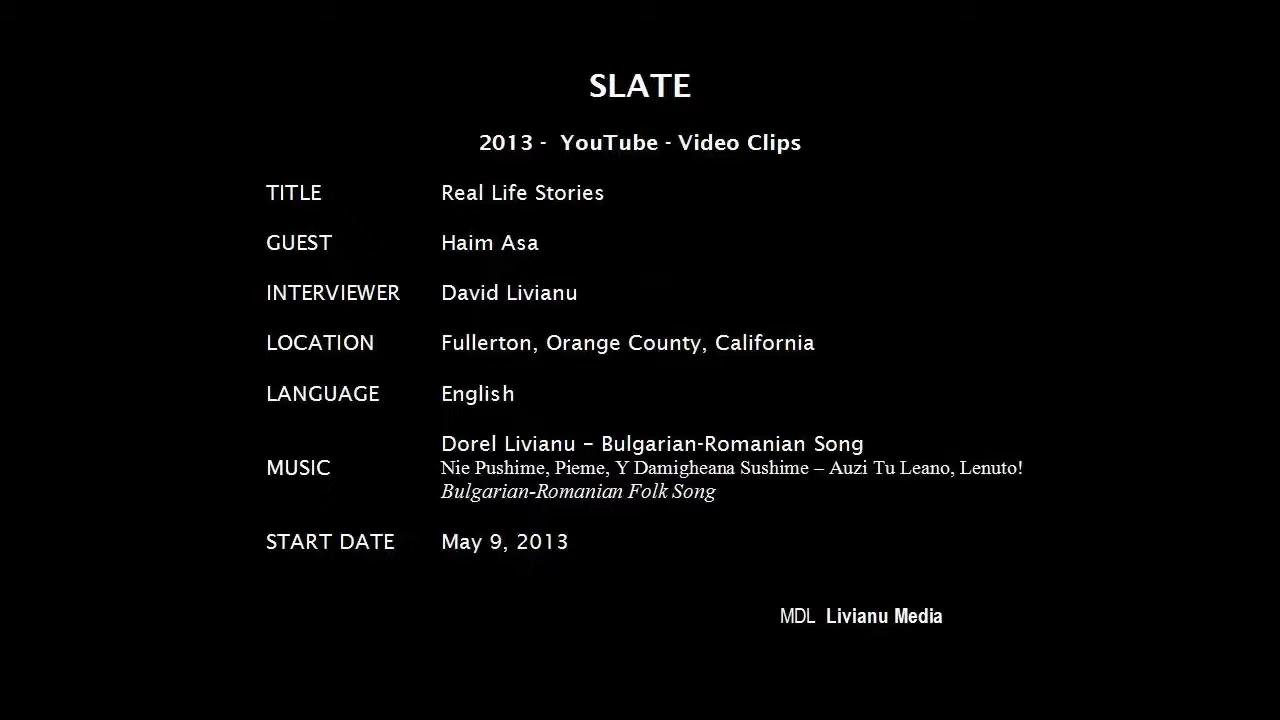 SLATE
2013 - YouTube - Video Clips
TITLE Real Life Stories
GUEST Haim Asa
INTERVIEWER David Livianu
LOCATION Fullerton, Orange County, California
LANGUAGE English
Dorel Livianu – Bulgarian-Romanian Song
MUSIC Nie Pushime, Pieme, Y Damigheana Sushime – Auzi Tu Leano, Lenuto!
Bulgarian-Romanian Folk Song
START DATE May 9, 2013
MDL Livianu Media